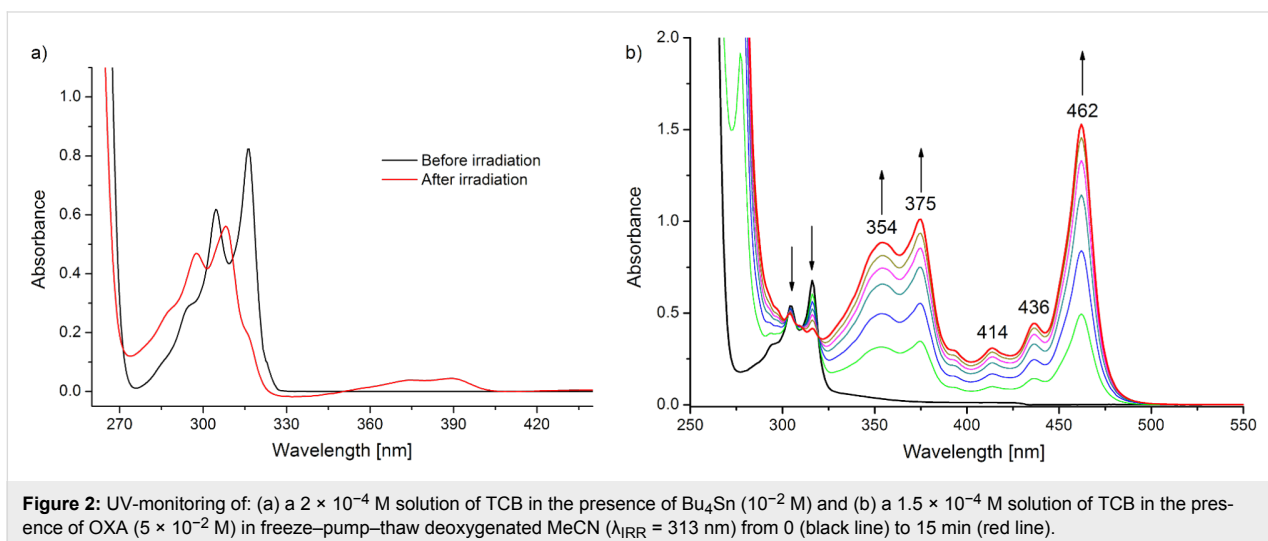 a)
1.0
0.8
0.6
0.4
0.2
0.0
Absorbance
Before irradiation
After irradiation
270 300 330 360 390 420
Wavelength [nm]
b)
2.0
1.5
1.0
0.5
0.0
Absorbance
354
375
414
436
462
250 300 350 400 450 500 550
Wavelength [nm]
Figure 2: UV-monitoring of: (a) a 2 × 10⁻⁴ M solution of TCB in the presence of Bu₄Sn (10⁻² M) and (b) a 1.5 × 10⁻⁴ M solution of TCB in the pres-
ence of OXA (5 × 10⁻² M) in freeze–pump–thaw deoxygenated MeCN (λIRR = 313 nm) from 0 (black line) to 15 min (red line).